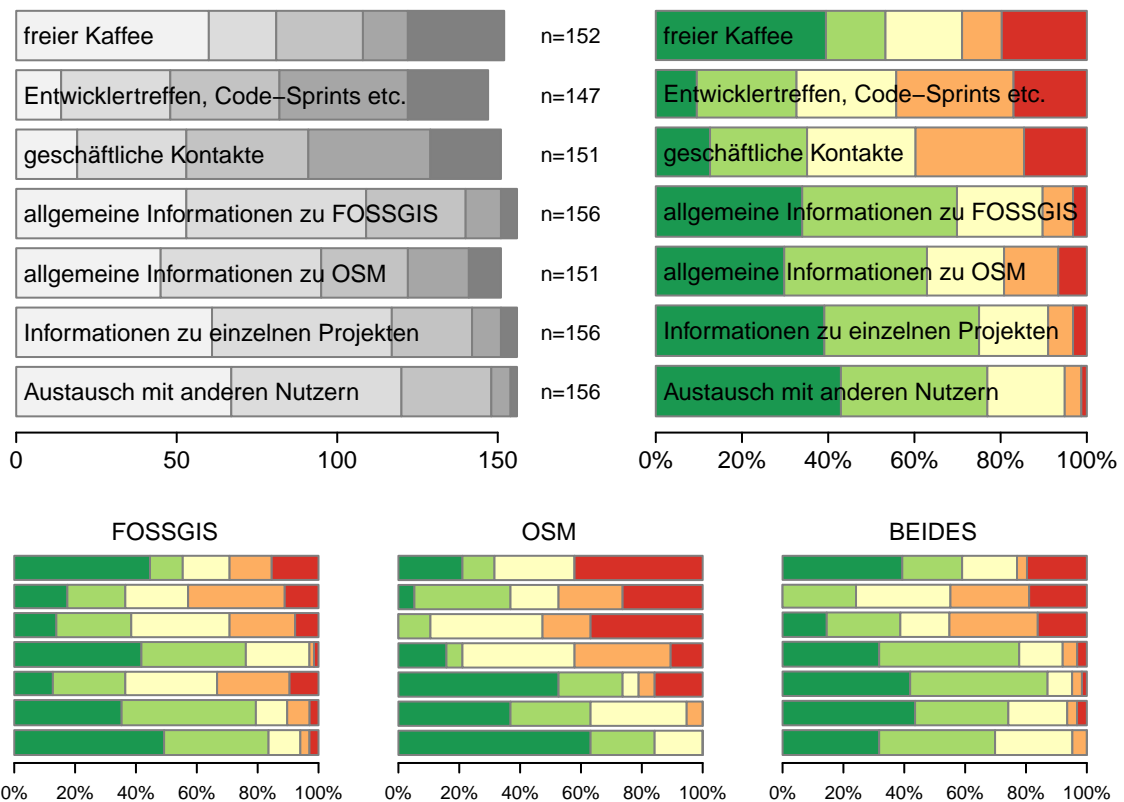 freier Kaffee
n=152
freier Kaffee
Entwicklertreffen, Code−Sprints etc.
n=147
Entwicklertreffen, Code−Sprints etc.
geschäftliche Kontakte
n=151
geschäftliche Kontakte
allgemeine Informationen zu FOSSGIS
n=156
allgemeine Informationen zu FOSSGIS
allgemeine Informationen zu OSM
n=151
allgemeine Informationen zu OSM
Informationen zu einzelnen Projekten
n=156
Informationen zu einzelnen Projekten
Austausch mit anderen Nutzern
n=156
Austausch mit anderen Nutzern
0 50 100 150
0% 20% 40% 60% 80% 100%
FOSSGIS
OSM
BEIDES
0% 20% 40% 60% 80% 100%
0% 20% 40% 60% 80% 100%
0% 20% 40% 60% 80% 100%